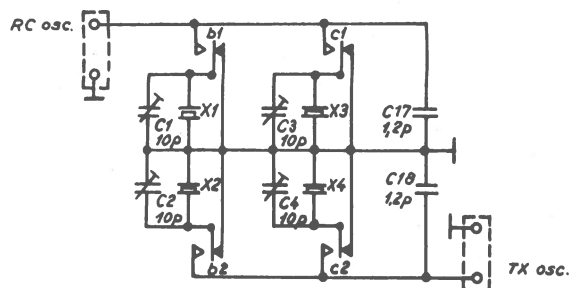 RC osc.
b1
c1
C1
10p
X1
C3
10p
X3
C17
1,2p
C2
10p
X2
C4
10p
X4
C18
1,2p
b2
c2
TX osc.